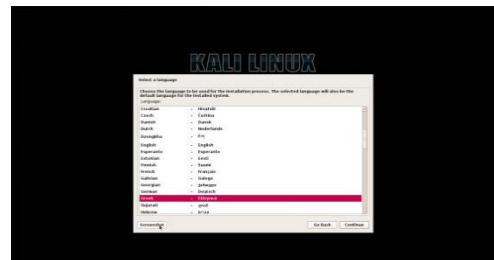 KALI LINUX
Select a language
Choose the language to be used for the installation process. The selected language will also be the
default language for the installed system.
Language:
Croatian - Hrvatski
Czech - Čeština
Danish - Dansk
Dutch - Nederlands
Dzongkha -
English - English
Esperanto - Esperanto
Estonian - Eesti
Finnish - Suomi
French - Français
Galician - Galego
Georgian - ქართული
German - Deutsch
Greek - Ελληνικά
Gujarati -
Hebrew - עברית
Screenshot Go Back Continue